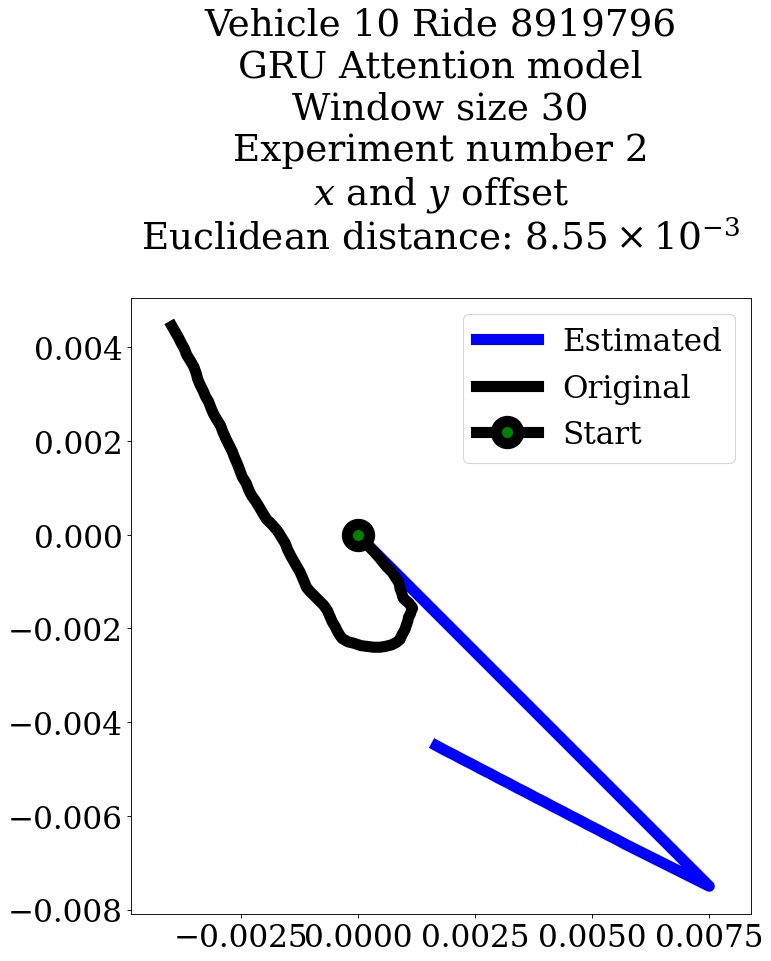 Vehicle 10 Ride 8919796
GRU Attention model
Window size 30
Experiment number 2
x and y offset
Euclidean distance: 8.55 × 10⁻³
Estimated
Original
Start
0.004
0.002
0.000
−0.002
−0.004
−0.006
−0.008
−0.0025 0.0000 0.0025 0.0050 0.0075